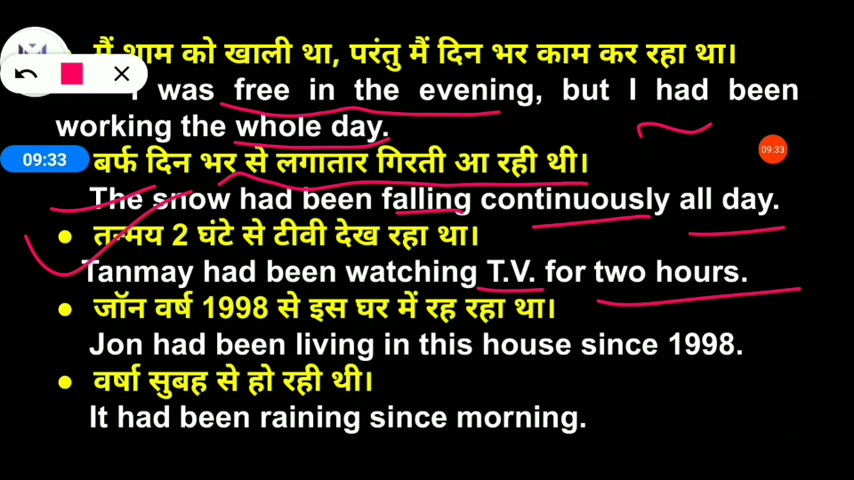 मैं शाम को खाली था, परंतु मैं दिन भर काम कर रहा था।
I was free in the evening, but I had been
working the whole day.
09:33
बर्फ दिन भर से लगातार गिरती आ रही थी।
09:33
The snow had been falling continuously all day.
• तन्मय 2 घंटे से टीवी देख रहा था।
Tanmay had been watching T.V. for two hours.
• जॉन वर्ष 1998 से इस घर में रह रहा था।
Jon had been living in this house since 1998.
• वर्षा सुबह से हो रही थी।
It had been raining since morning.